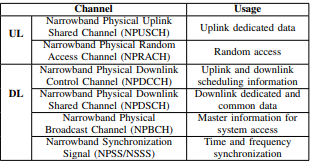 Channel Usage
UL
Narrowband Physical Uplink
Shared Channel (NPUSCH)
Uplink dedicated data
Narrowband Physical Random
Access Channel (NPRACH)
Random access
DL
Narrowband Physical Downlink
Control Channel (NPDCCH)
Uplink and downlink
scheduling information
Narrowband Physical Downlink
Shared Channel (NPDSCH)
Downlink dedicated and
common data
Narrowband Physical
Broadcast Channel (NPBCH)
Master information for
system access
Narrowband Synchronization
Signal (NPSS/NSSS)
Time and frequency
synchronization